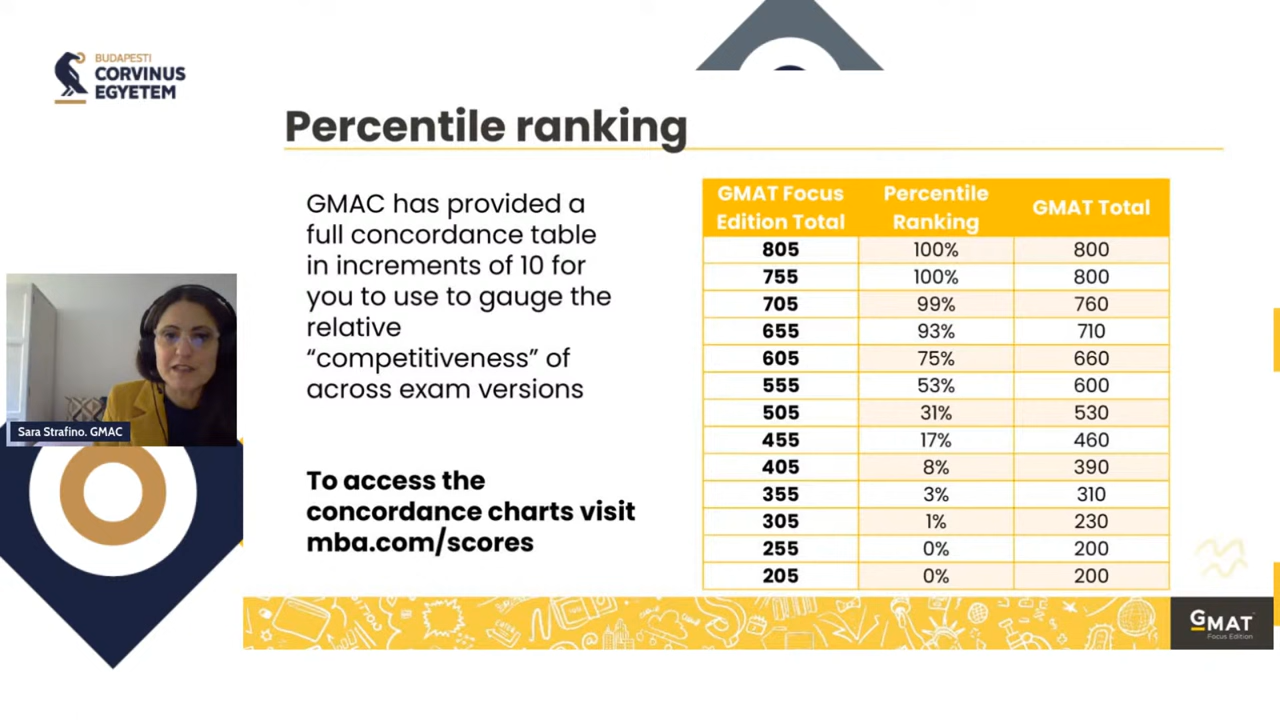 BUDAPESTI
CORVINUS
EGYETEM
Percentile ranking
GMAC has provided a
full concordance table
in increments of 10 for
you to use to gauge the
relative
“competitiveness” of
across exam versions
To access the
concordance charts visit
mba.com/scores
GMAT Focus Edition Total Percentile Ranking GMAT Total
805 100% 800
755 100% 800
705 99% 760
655 93% 710
605 75% 660
555 53% 600
505 31% 530
455 17% 460
405 8% 390
355 3% 310
305 1% 230
255 0% 200
205 0% 200
Sara Strafino. GMAC
GMAT™
Focus Edition